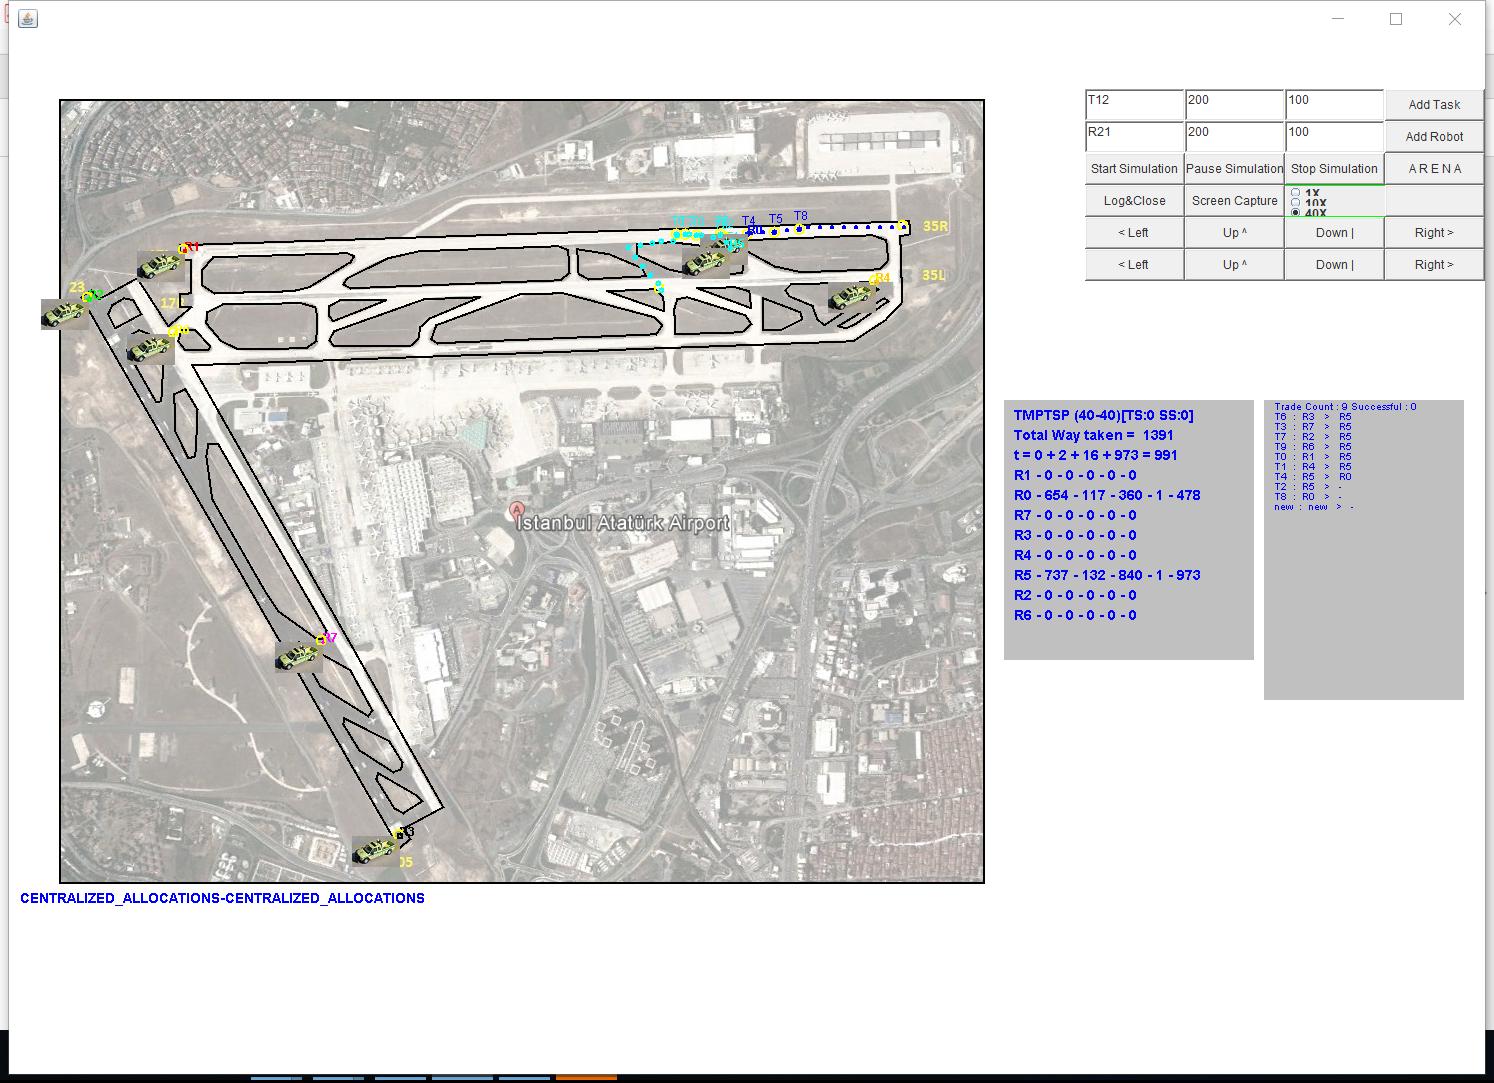 T12 200 100 Add Task
R21 200 100 Add Robot
Start Simulation Pause Simulation Stop Simulation A R E N A
Log&Close Screen Capture 1X
10X
40X
< Left Up ^ Down | Right >
< Left Up ^ Down | Right >
T4 T5 T8
35R
R0
R1
35L
R4
23
17R
A
İstanbul Atatürk Airport
R7
05
TMPTSP (40-40)[TS:0 SS:0]
Total Way taken = 1391
t = 0 + 2 + 16 + 973 = 991
R1 - 0 - 0 - 0 - 0 - 0
R0 - 654 - 117 - 360 - 1 - 478
R7 - 0 - 0 - 0 - 0 - 0
R3 - 0 - 0 - 0 - 0 - 0
R4 - 0 - 0 - 0 - 0 - 0
R5 - 737 - 132 - 840 - 1 - 973
R2 - 0 - 0 - 0 - 0 - 0
R6 - 0 - 0 - 0 - 0 - 0
Trade Count : 9 Successful : 0
T6 : R3 > R5
T3 : R7 > R5
T7 : R2 > R5
T9 : R6 > R5
T0 : R1 > R5
T1 : R4 > R5
T4 : R5 > R0
T2 : R5 > -
T8 : R0 > -
new : new > -
CENTRALIZED_ALLOCATIONS-CENTRALIZED_ALLOCATIONS